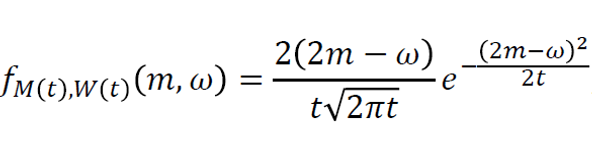 f_{M(t),W(t)}(m, ω) = \frac{2(2m − ω)}{t\sqrt{2πt}} e^{-\frac{(2m−ω)^2}{2t}}